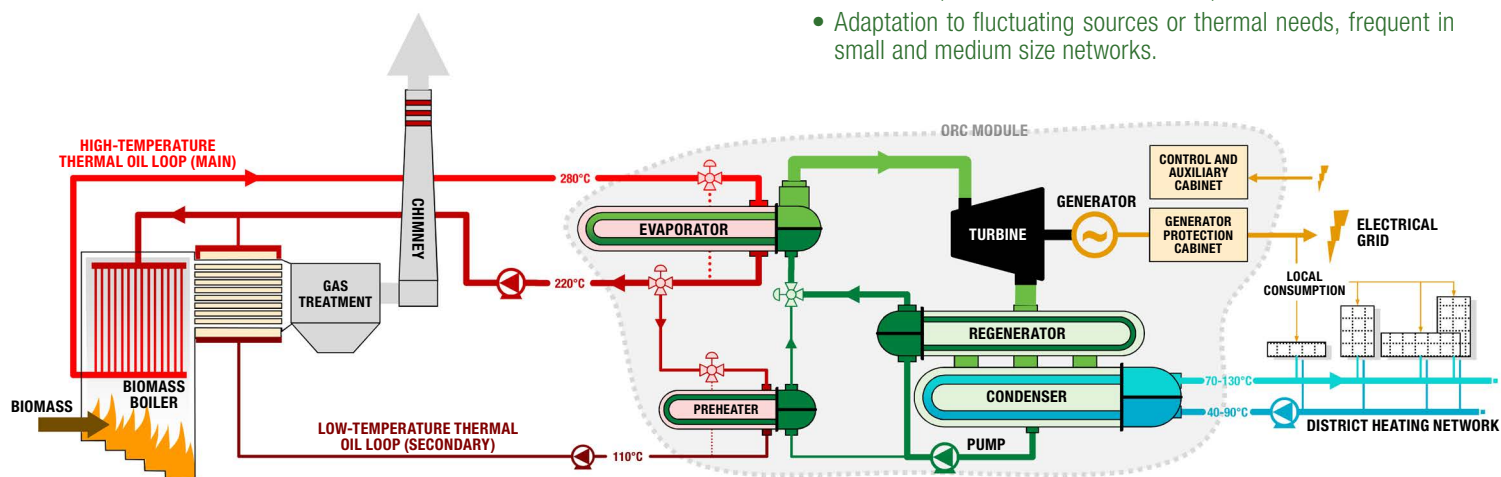 • Adaptation to fluctuating sources or thermal needs, frequent in
small and medium size networks.
ORC MODULE
HIGH-TEMPERATURE
THERMAL OIL LOOP (MAIN)
280°C
CHIMNEY
EVAPORATOR
TURBINE
GENERATOR
CONTROL AND
AUXILIARY
CABINET
GENERATOR
PROTECTION
CABINET
ELECTRICAL
GRID
GAS
TREATMENT
220°C
LOCAL
CONSUMPTION
REGENERATOR
BIOMASS
BOILER
BIOMASS
PREHEATER
CONDENSER
70-130°C
40-90°C
DISTRICT HEATING NETWORK
LOW-TEMPERATURE THERMAL
OIL LOOP (SECONDARY)
110°C
PUMP